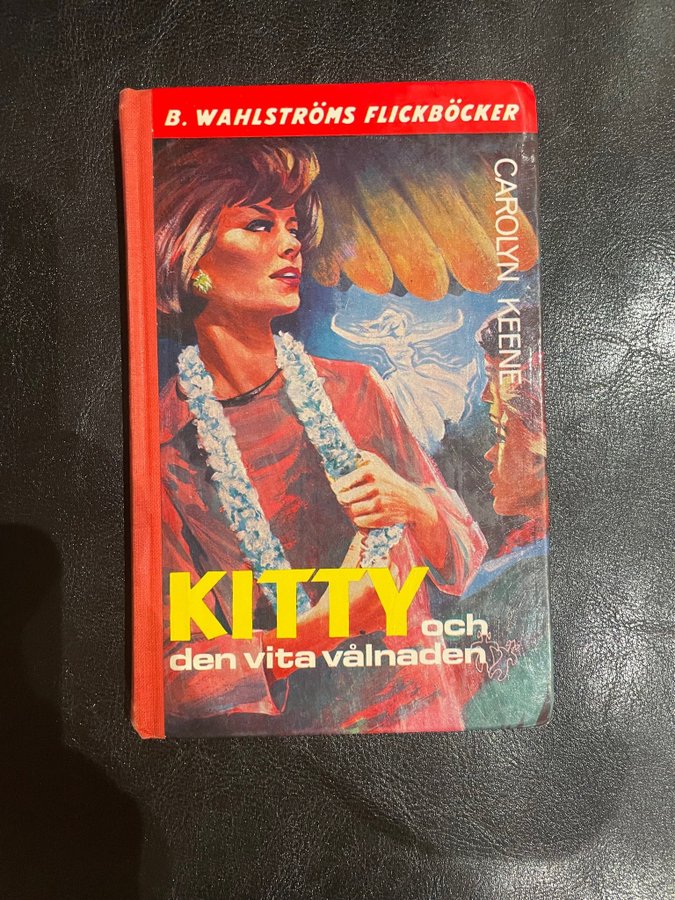 B. WAHLSTRÖMS FLICKBÖCKER
CAROLYN KEENE
KITTY och
den vita vålnaden